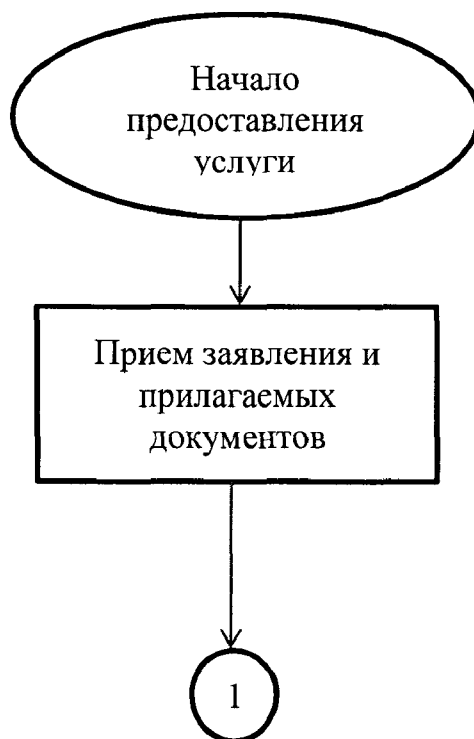 Начало
предоставления
услуги
Прием заявления и
прилагаемых
документов
1